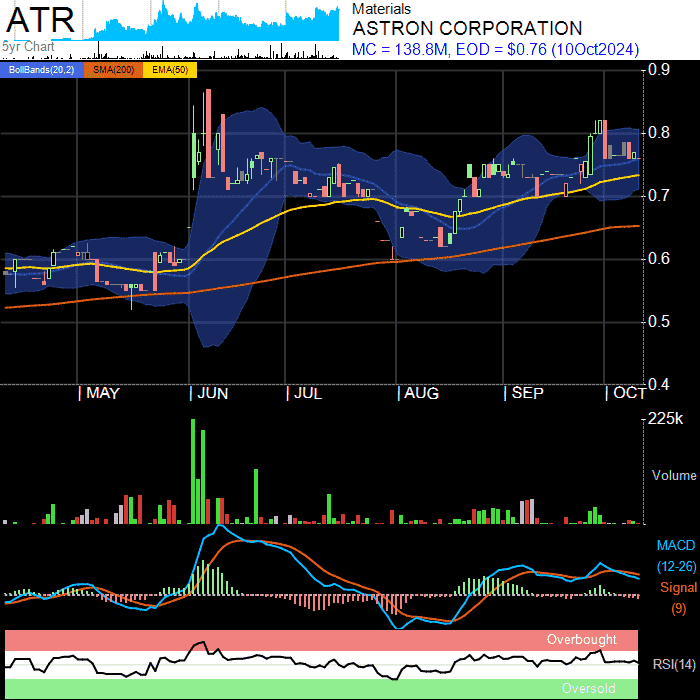 ATR
5yr Chart
Materials
ASTRON CORPORATION
MC = 138.8M, EOD = $0.76 (10Oct2024)
BollBands(20,2) SMA(200) EMA(50)
0.9
0.8
0.7
0.6
0.5
0.4
| MAY | JUN | JUL | AUG | SEP | OCT
225k
Volume
MACD
(12-26)
Signal
(9)
Overbought
RSI(14)
Oversold